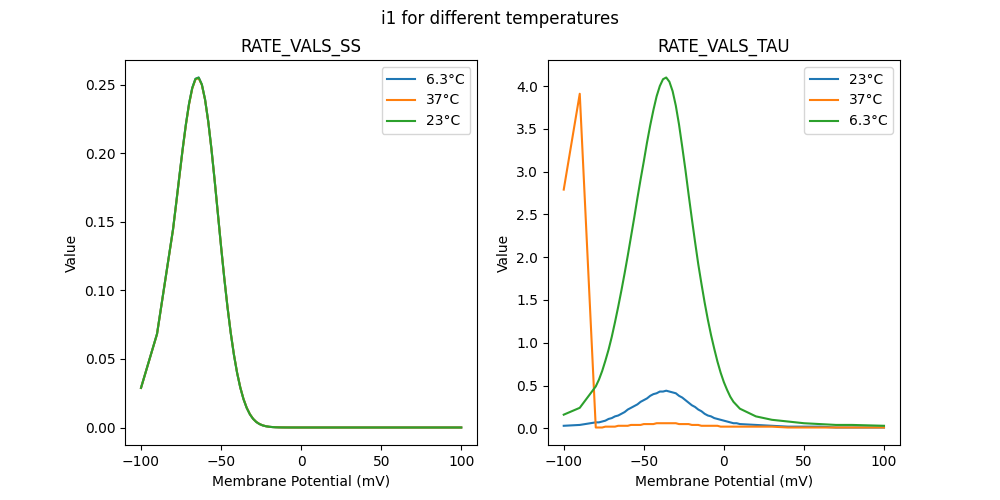 i1 for different temperatures
RATE_VALS_SS
0.25
0.20
0.15
0.10
0.05
0.00
Value
6.3°C
37°C
23°C
−100
−50
0
50
100
Membrane Potential (mV)
RATE_VALS_TAU
4.0
3.5
3.0
2.5
2.0
1.5
1.0
0.5
0.0
Value
23°C
37°C
6.3°C
−100
−50
0
50
100
Membrane Potential (mV)